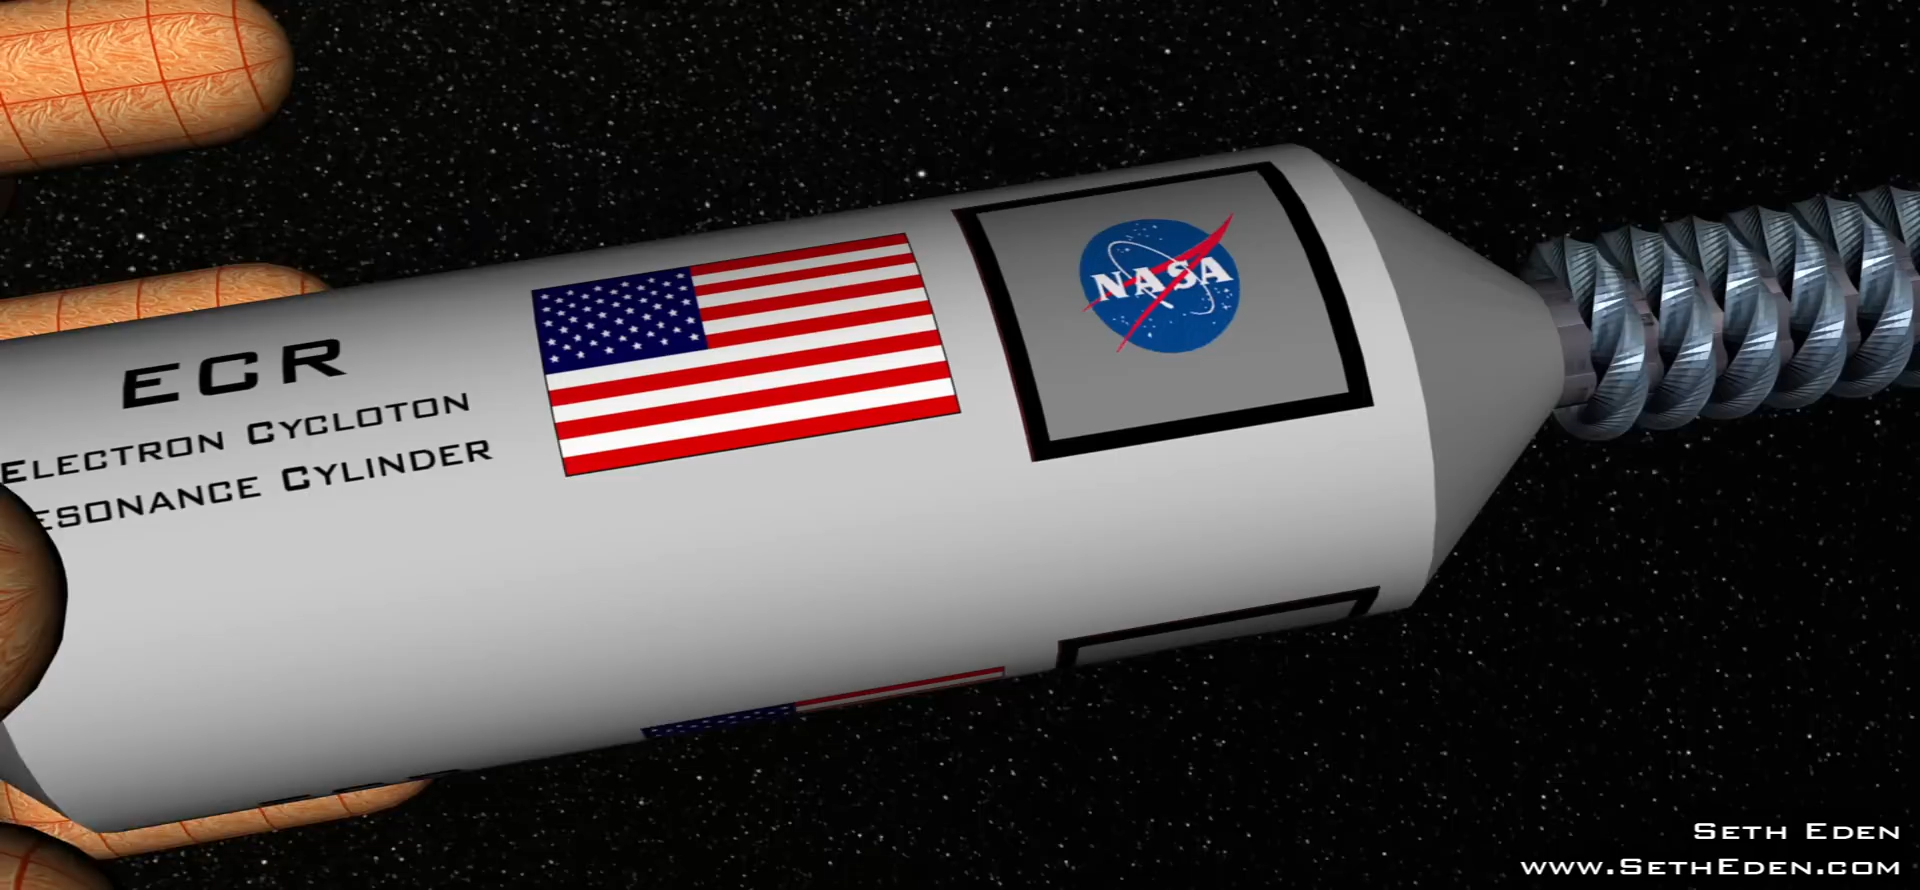 NASA
ECR
ELECTRON CYCLOTON
ESONANCE CYLINDER
SETH EDEN
WWW.SETHEDEN.COM